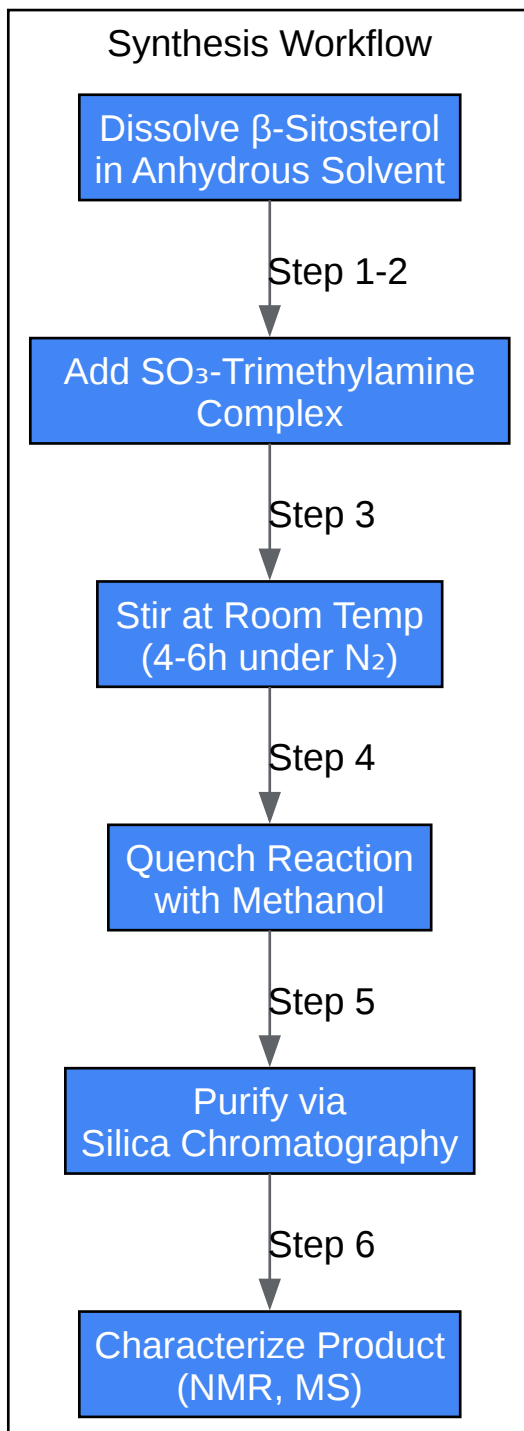 Synthesis Workflow
Dissolve β-Sitosterol
in Anhydrous Solvent
Step 1-2
Add SO₃-Trimethylamine
Complex
Step 3
Stir at Room Temp
(4-6h under N₂)
Step 4
Quench Reaction
with Methanol
Step 5
Purify via
Silica Chromatography
Step 6
Characterize Product
(NMR, MS)